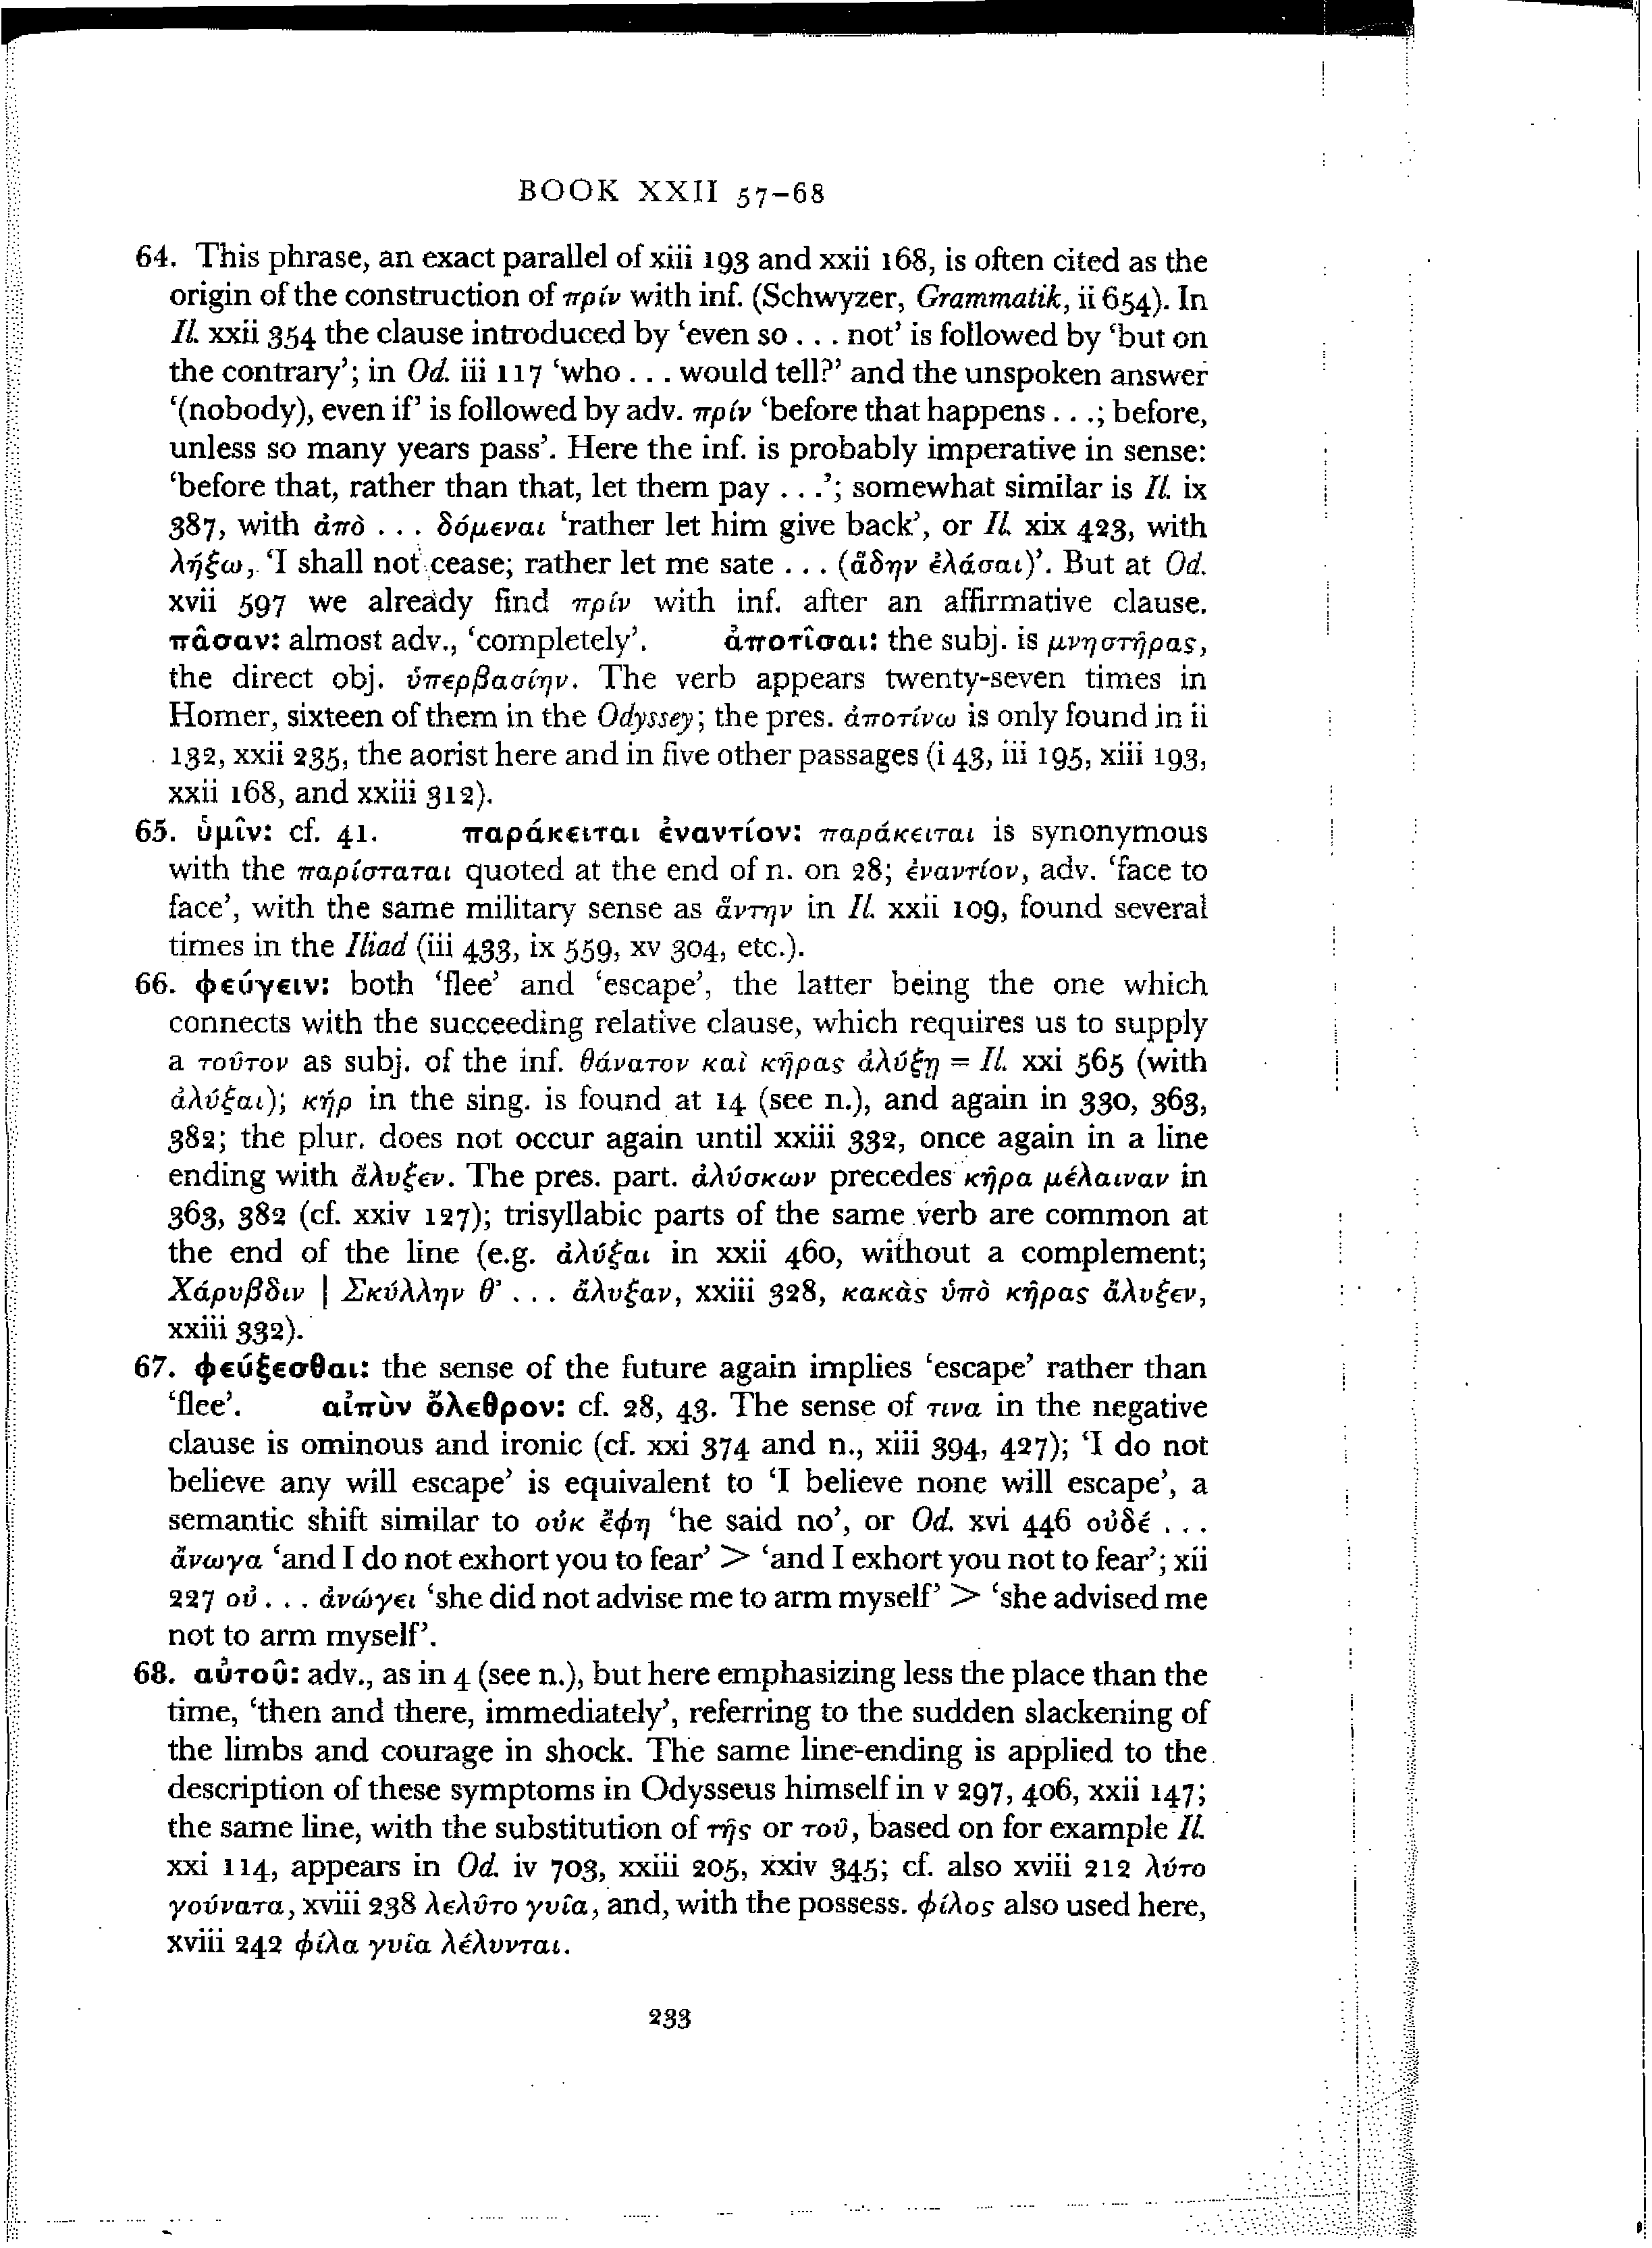 BOOK XXII 57–68
64. This phrase, an exact parallel of xiii 193 and xxii 168, is often cited as the
origin of the construction of πρίν with inf. (Schwyzer, Grammatik, ii 654). In
Il. xxii 354 the clause introduced by ‘even so . . . not’ is followed by ‘but on
the contrary’; in Od. iii 117 ‘who . . . would tell?’ and the unspoken answer
‘(nobody), even if’ is followed by adv. πρίν ‘before that happens . . .; before,
unless so many years pass’. Here the inf. is probably imperative in sense:
‘before that, rather than that, let them pay . . .’; somewhat similar is Il. ix
387, with ἀπὸ . . . δόμεναι ‘rather let him give back’, or Il. xix 423, with
λήξω, ‘I shall not cease; rather let me sate . . . (ἄδην ἐλάσαι)’. But at Od.
xvii 597 we already find πρίν with inf. after an affirmative clause.
πᾶσαν: almost adv., ‘completely’. ἀποτῖσαι: the subj. is μνηστῆρας,
the direct obj. ὑπερβασίην. The verb appears twenty-seven times in
Homer, sixteen of them in the Odyssey; the pres. ἀποτίνω is only found in ii
132, xxii 235, the aorist here and in five other passages (i 43, iii 195, xiii 193,
xxii 168, and xxiii 312).
65. ὑμῖν: cf. 41. παράκειται ἐναντίον: παράκειται is synonymous
with the παρίσταται quoted at the end of n. on 28; ἐναντίον, adv. ‘face to
face’, with the same military sense as ἄντην in Il. xxii 109, found several
times in the Iliad (iii 433, ix 559, xv 304, etc.).
66. φεύγειν: both ‘flee’ and ‘escape’, the latter being the one which
connects with the succeeding relative clause, which requires us to supply
a τοῦτον as subj. of the inf. θάνατον καὶ κῆρας ἀλύξῃ = Il. xxi 565 (with
ἀλύξαι); κήρ in the sing. is found at 14 (see n.), and again in 330, 363,
382; the plur. does not occur again until xxiii 332, once again in a line
ending with ἄλυξεν. The pres. part. ἀλύσκων precedes κῆρα μέλαιναν in
363, 382 (cf. xxiv 127); trisyllabic parts of the same verb are common at
the end of the line (e.g. ἀλύξαι in xxii 460, without a complement;
Χάρυβδιν | Σκύλλην θ’ . . . ἄλυξαν, xxiii 328, κακὰς ὑπὸ κῆρας ἄλυξεν,
xxiii 332).
67. φεύξεσθαι: the sense of the future again implies ‘escape’ rather than
‘flee’. αἰπὺν ὄλεθρον: cf. 28, 43. The sense of τινα in the negative
clause is ominous and ironic (cf. xxi 374 and n., xiii 394, 427); ‘I do not
believe any will escape’ is equivalent to ‘I believe none will escape’, a
semantic shift similar to οὐκ ἔφη ‘he said no’, or Od. xvi 446 οὐδέ . . .
ἄνωγα ‘and I do not exhort you to fear’ > ‘and I exhort you not to fear’; xii
227 οὐ . . . ἀνώγει ‘she did not advise me to arm myself’ > ‘she advised me
not to arm myself’.
68. αὐτοῦ: adv., as in 4 (see n.), but here emphasizing less the place than the
time, ‘then and there, immediately’, referring to the sudden slackening of
the limbs and courage in shock. The same line-ending is applied to the
description of these symptoms in Odysseus himself in v 297, 406, xxii 147;
the same line, with the substitution of τῆς or τοῦ, based on for example Il.
xxi 114, appears in Od. iv 703, xxiii 205, xxiv 345; cf. also xviii 212 λύτο
γούνατα, xviii 238 λελῦτο γυῖα, and, with the possess. φίλος also used here,
xviii 242 φίλα γυῖα λέλυνται.
233